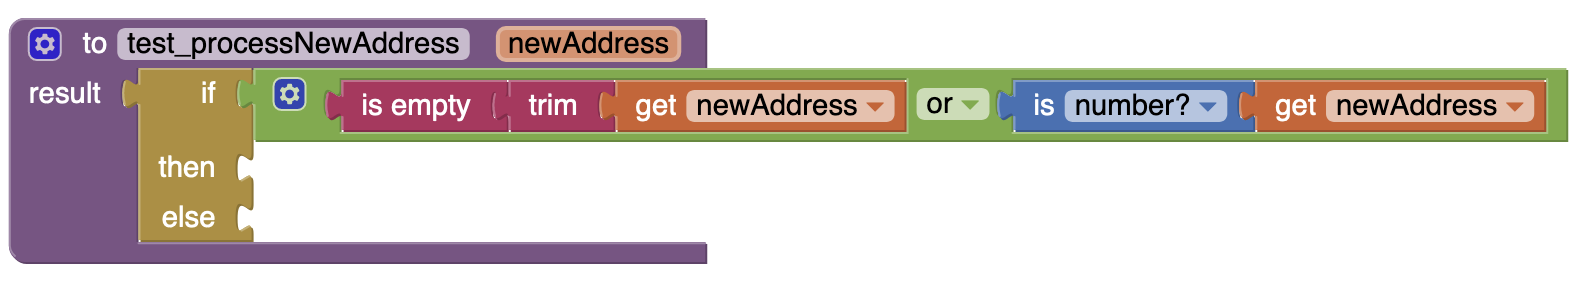 to test_processNewAddress newAddress
result if is empty trim get newAddress or is number? get newAddress
then
else